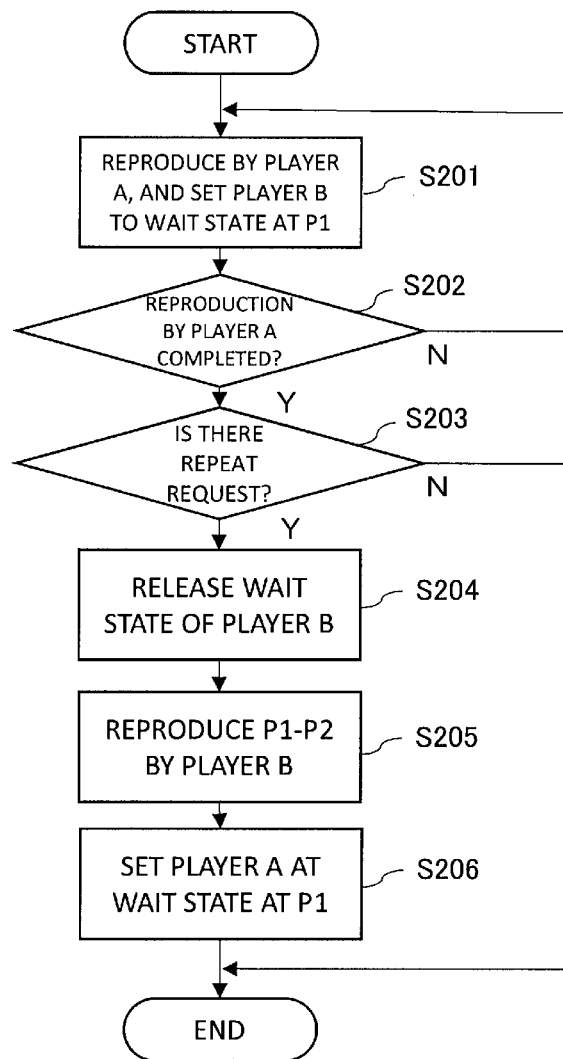 START
REPRODUCE BY PLAYER
A, AND SET PLAYER B
TO WAIT STATE AT P1
S201
REPRODUCTION
BY PLAYER A
COMPLETED?
S202
N
Y
IS THERE
REPEAT
REQUEST?
S203
N
Y
RELEASE WAIT
STATE OF PLAYER B
S204
REPRODUCE P1-P2
BY PLAYER B
S205
SET PLAYER A AT
WAIT STATE AT P1
S206
END